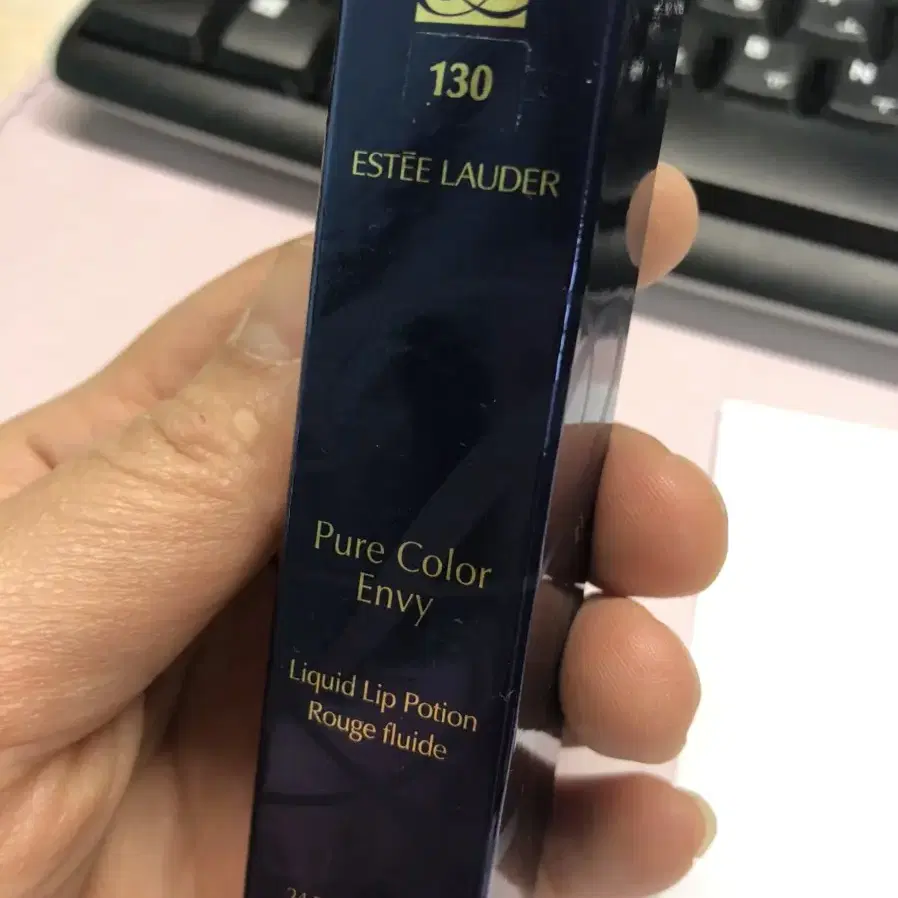 130
ESTĒE LAUDER
Pure Color
Envy
Liquid Lip Potion
Rouge fluide
N